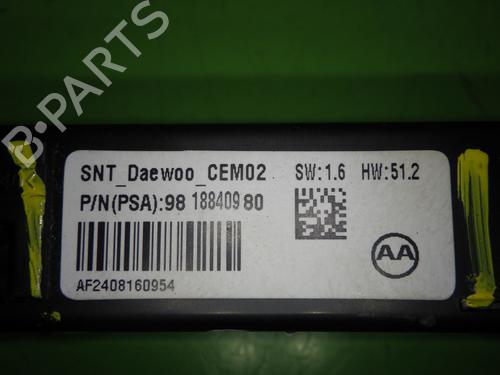 B-PARTS
SNT_Daewoo_CEM02 SW:1.6 HW:51.2
P/N(PSA):98 188409 80
AA
AF2408160954